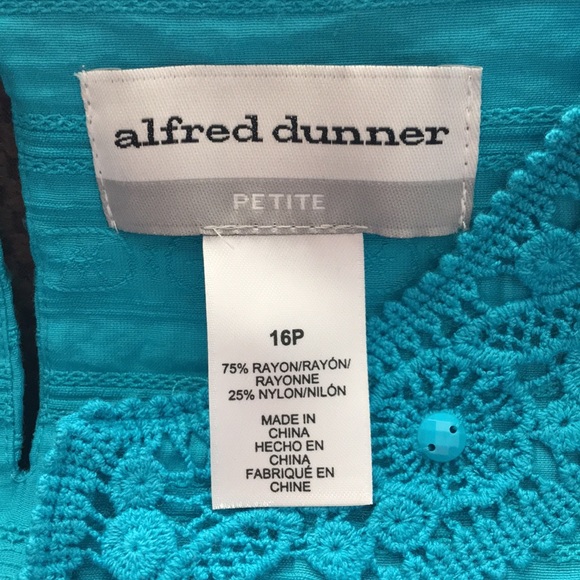 alfred dunner
PETITE
16P
75% RAYON/RAYÓN/
RAYONNE
25% NYLON/NILÓN
MADE IN
CHINA
HECHO EN
CHINA
FABRIQUÉ EN
CHINE